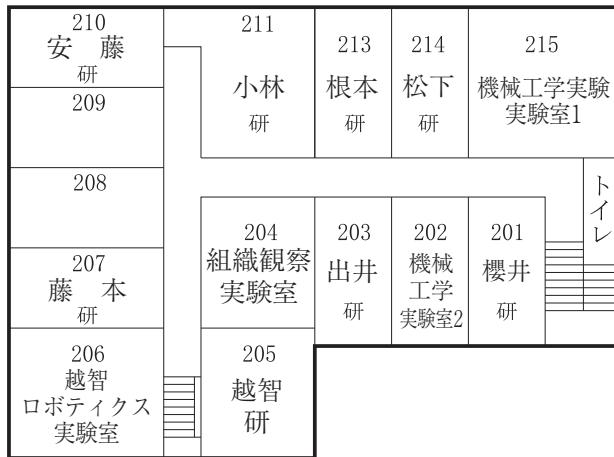 210
安　藤
研
211
小林
研
213
根本
研
214
松下
研
215
機械工学実験
実験室1
209
208
207
藤　本
研
206
越智
ロボティクス
実験室
204
組織観察
実験室
205
越智
研
203
出井
研
202
機械
工学
実験室2
201
櫻井
研
トイレ